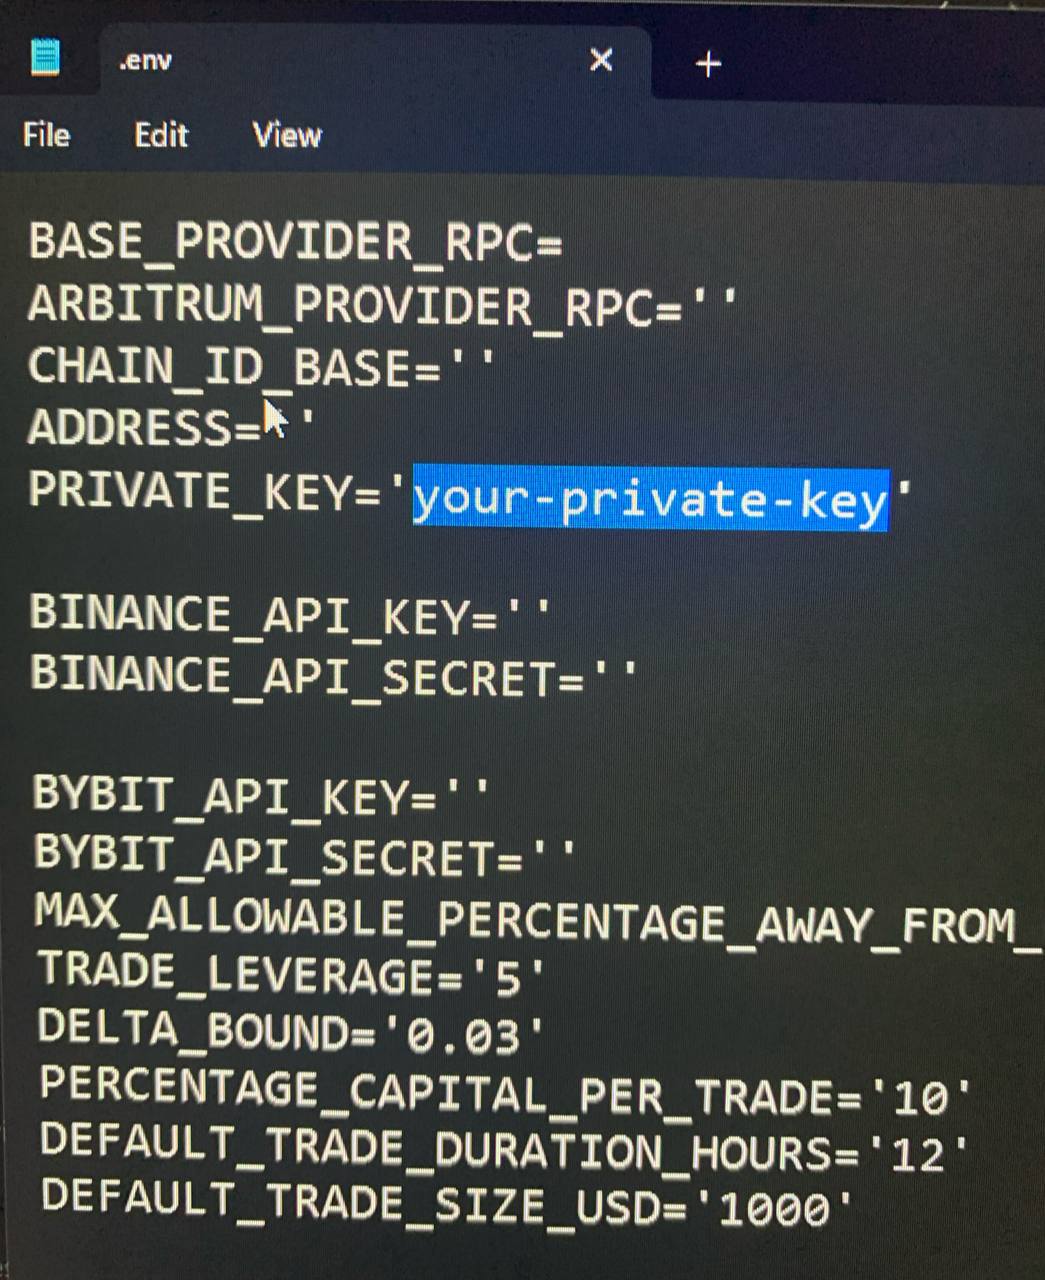 .env
File Edit View
BASE_PROVIDER_RPC=
ARBITRUM_PROVIDER_RPC=''
CHAIN_ID_BASE=''
ADDRESS=''
PRIVATE_KEY='your-private-key'
BINANCE_API_KEY=''
BINANCE_API_SECRET=''
BYBIT_API_KEY=''
BYBIT_API_SECRET=''
MAX_ALLOWABLE_PERCENTAGE_AWAY_FROM_
TRADE_LEVERAGE='5'
DELTA_BOUND='0.03'
PERCENTAGE_CAPITAL_PER_TRADE='10'
DEFAULT_TRADE_DURATION_HOURS='12'
DEFAULT_TRADE_SIZE_USD='1000'